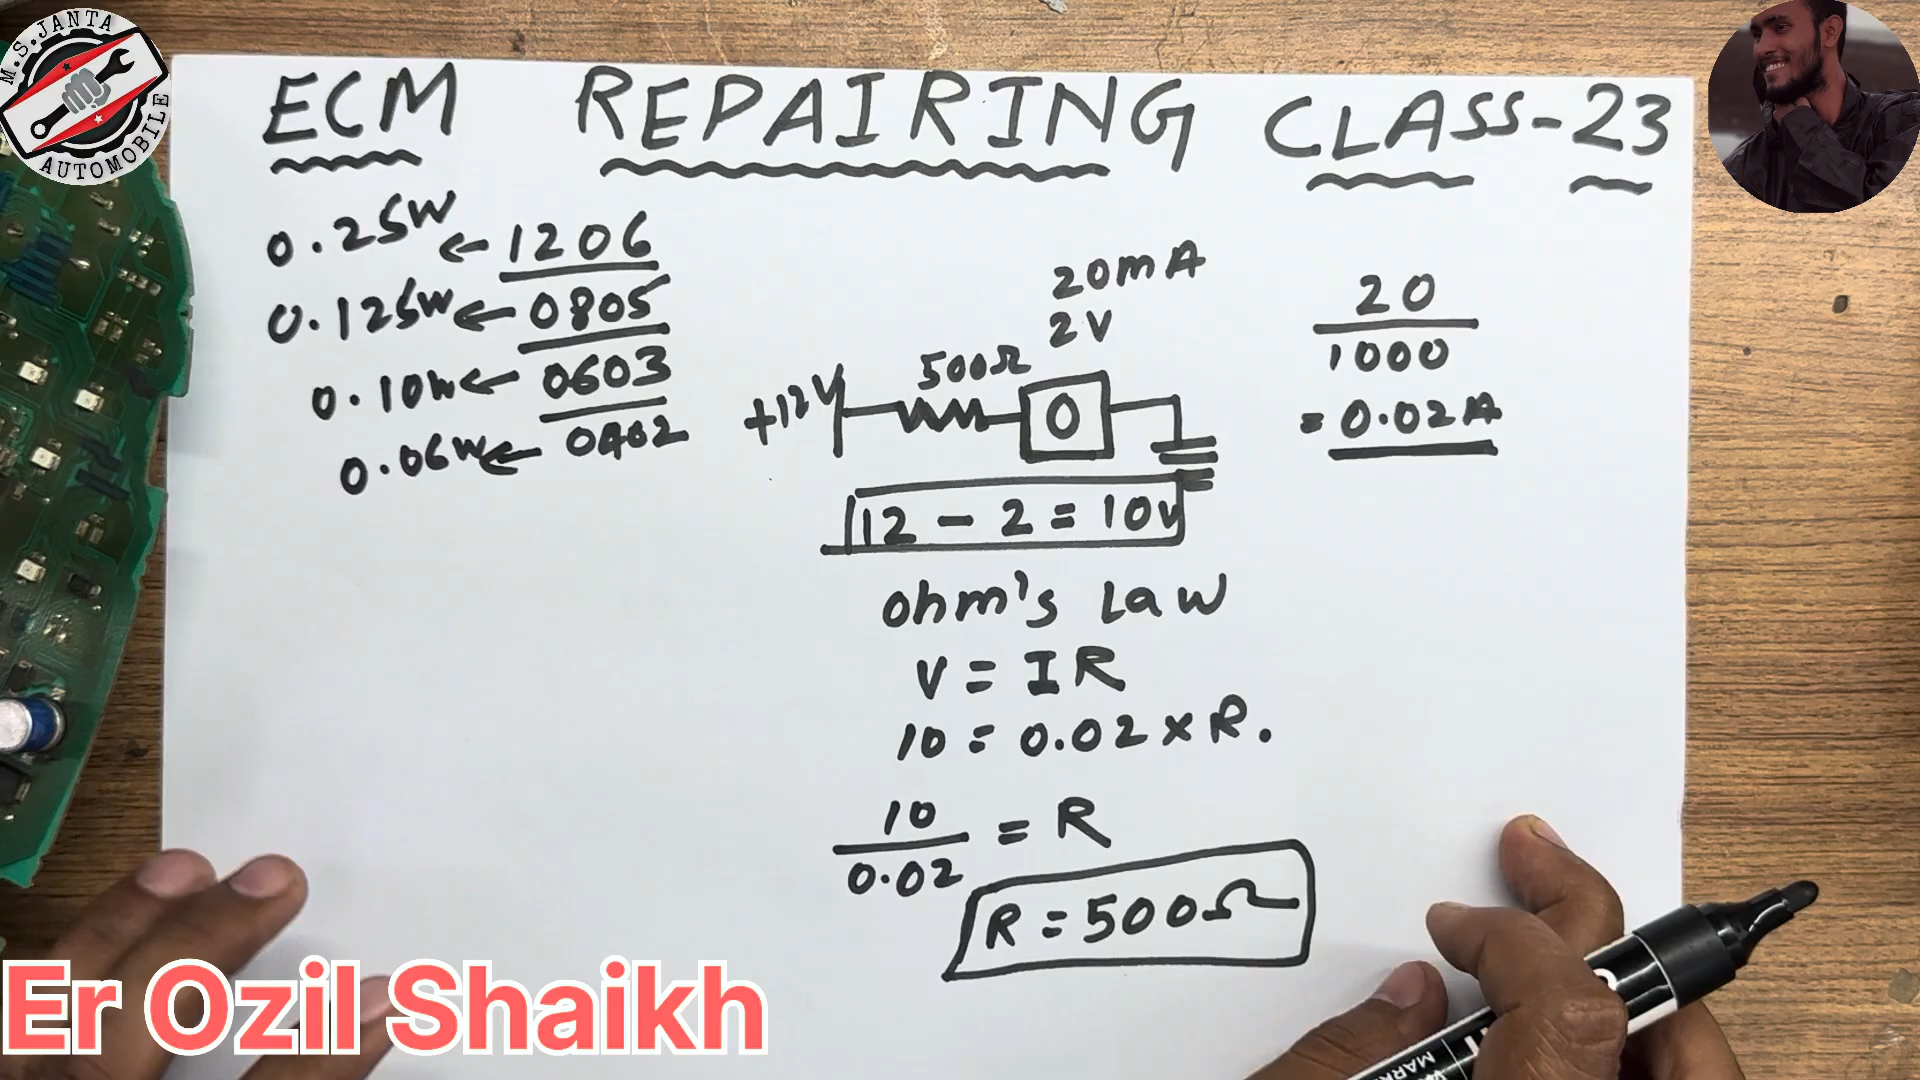 M.S.JANTA
AUTOMOBILE
ECM REPAIRING CLASS-23
0.25W ← 1206
0.125W ← 0805
0.10W ← 0603
0.06W ← 0402
20mA
2V
500Ω
+12V
0
12 - 2 = 10V
20
1000
= 0.02A
ohm's Law
V = IR
10 = 0.02 × R.
10
0.02
= R
R = 500Ω
Er Ozil Shaikh